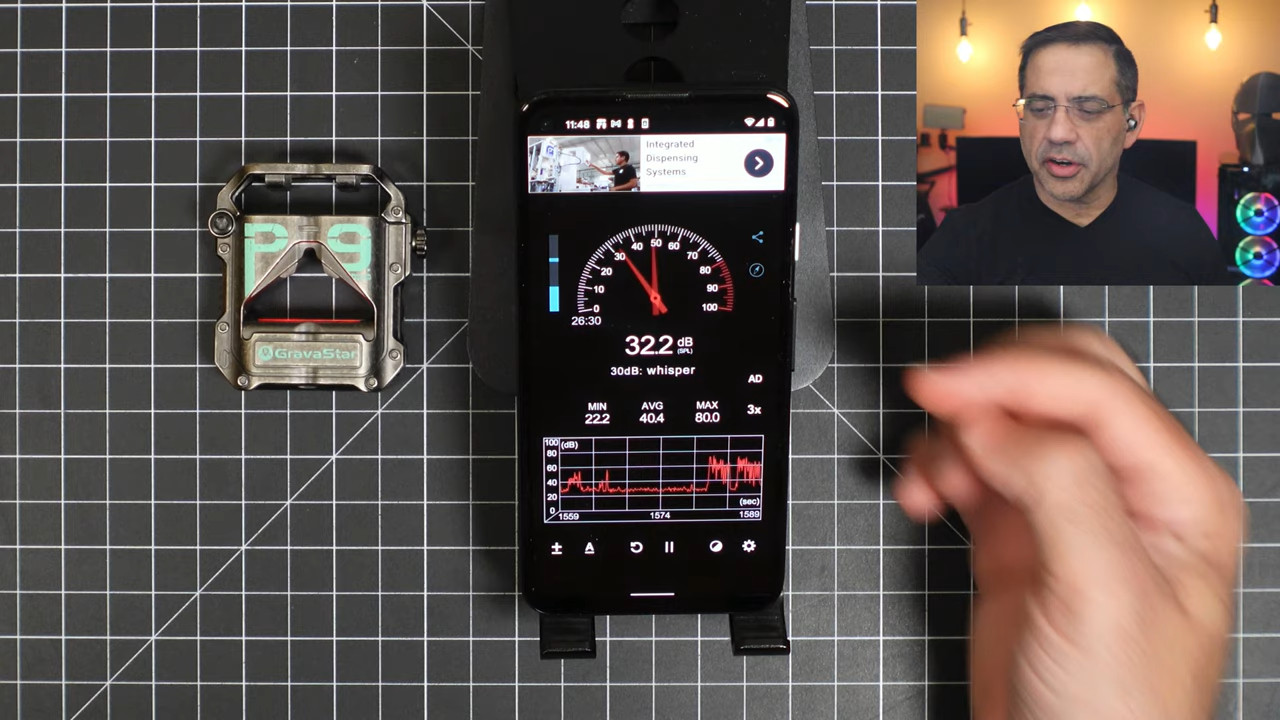 P 9
GravaStar
11:48
Integrated
Dispensing
Systems
0
10
20
30
40
50
60
70
80
90
100
26:30
32.2 dB
(SPL)
30dB: whisper
AD
MIN AVG MAX
22.2 40.4 80.0
3x
100 (dB)
80
60
40
20
0
(sec)
1559 1574 1589
A